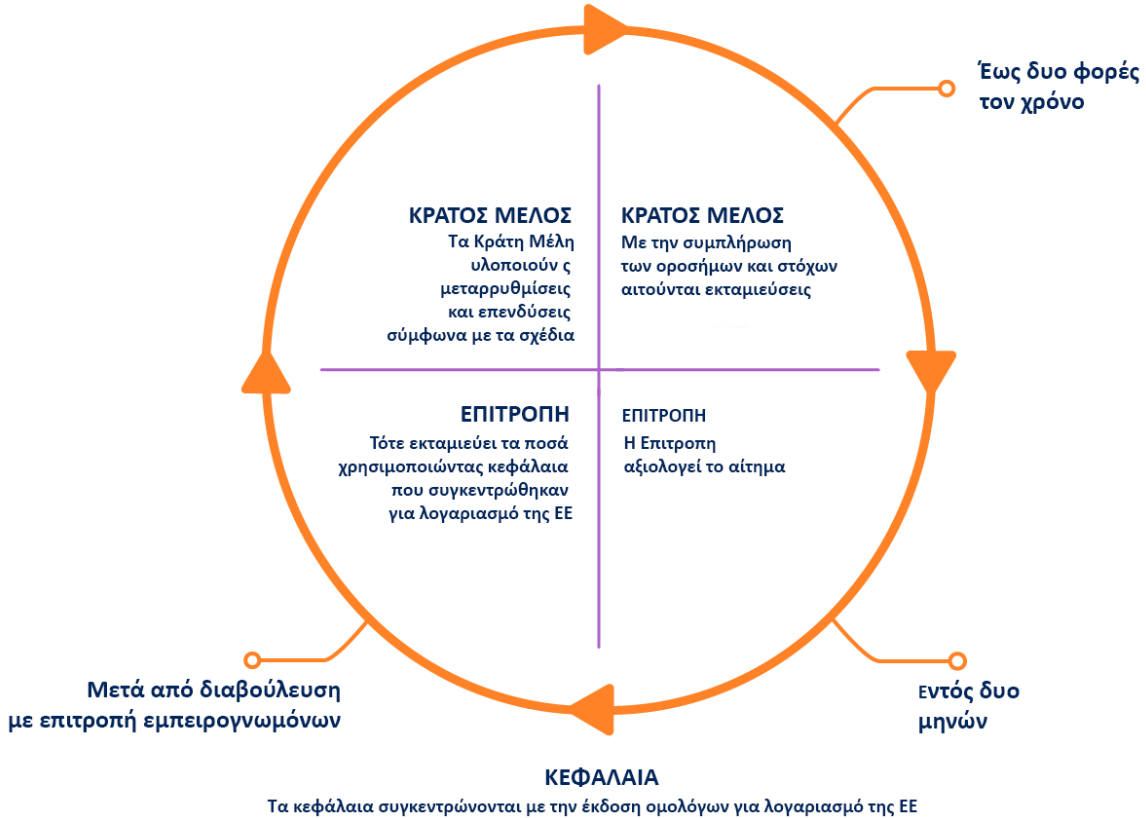 Έως δυο φορές
τον χρόνο
ΚΡΑΤΟΣ ΜΕΛΟΣ
Τα Κράτη Μέλη
υλοποιούν ς
μεταρρυθμίσεις
και επενδύσεις
σύμφωνα με τα σχέδια
ΚΡΑΤΟΣ ΜΕΛΟΣ
Με την συμπλήρωση
των οροσήμων και στόχων
αιτούνται εκταμιεύσεις
ΕΠΙΤΡΟΠΗ
Τότε εκταμιεύει τα ποσά
χρησιμοποιώντας κεφάλαια
που συγκεντρώθηκαν
για λογαριασμό της ΕΕ
ΕΠΙΤΡΟΠΗ
Η Επιτροπη
αξιολογεί το αίτημα
Μετά από διαβούλευση
με επιτροπή εμπειρογνωμόνων
Εντός δυο
μηνών
ΚΕΦΑΛΑΙΑ
Τα κεφάλαια συγκεντρώνονται με την έκδοση ομολόγων για λογαριασμό της ΕΕ